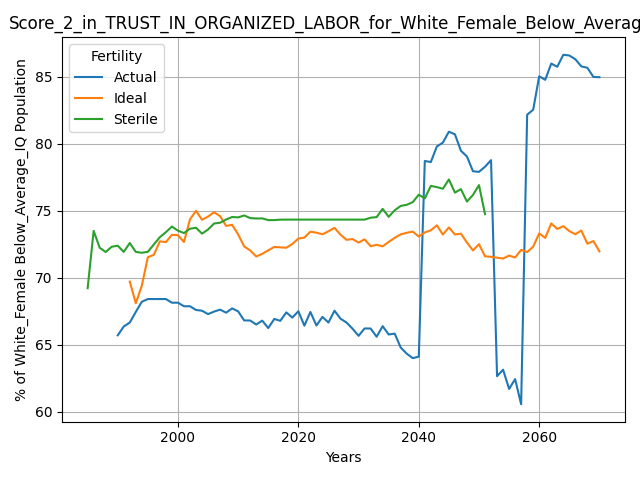 Score_2_in_TRUST_IN_ORGANIZED_LABOR_for_White_Female_Below_Averag
Fertility
Actual
Ideal
Sterile
% of White_Female Below_Average_IQ Population
85
80
75
70
65
60
2000
2020
2040
2060
Years